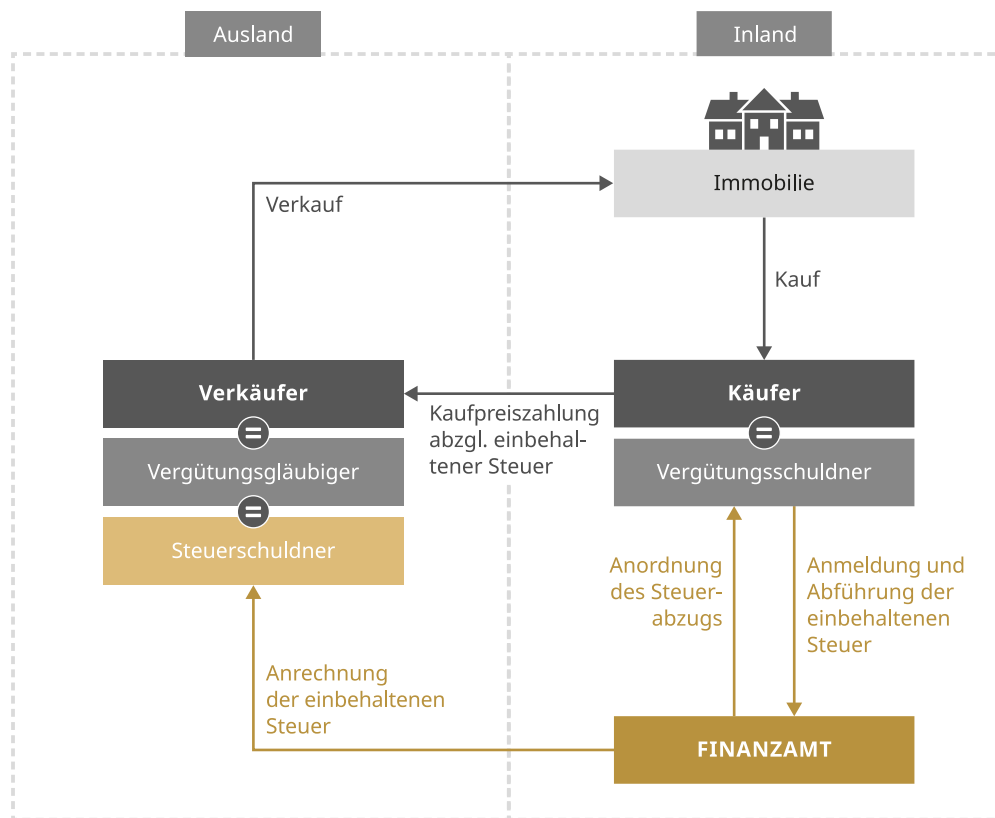 Ausland
Inland
Immobilie
Verkauf
Kauf
Verkäufer
Käufer
Kaufpreiszahlung
abzgl. einbehal-
tener Steuer
=
=
Vergütungsgläubiger
Vergütungsschuldner
=
Steuerschuldner
Anordnung
des Steuer-
abzugs
Anmeldung und
Abführung der
einbehaltenen
Steuer
Anrechnung
der einbehaltenen
Steuer
FINANZAMT